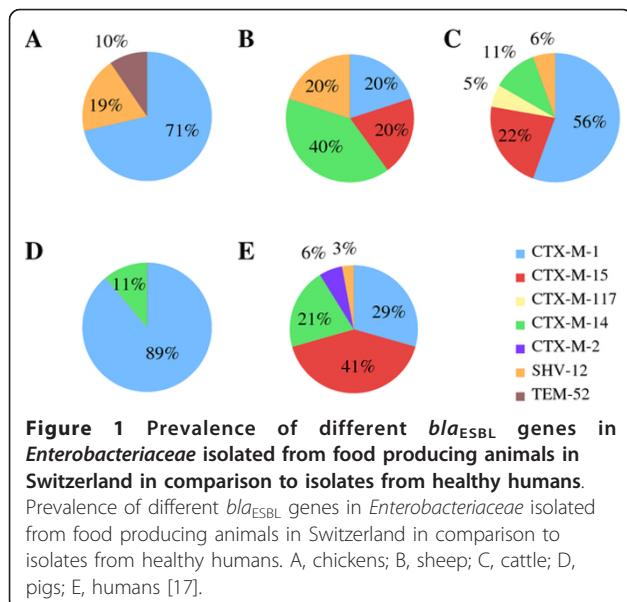 A
10%
19%
71%
B
20%
20%
20%
40%
C
11%
6%
5%
22%
56%
D
11%
89%
E
6%
3%
21%
29%
41%
CTX-M-1
CTX-M-15
CTX-M-117
CTX-M-14
CTX-M-2
SHV-12
TEM-52
Figure 1 Prevalence of different blaESBL genes in
Enterobacteriaceae isolated from food producing animals in
Switzerland in comparison to isolates from healthy humans.
Prevalence of different blaESBL genes in Enterobacteriaceae isolated
from food producing animals in Switzerland in comparison to
isolates from healthy humans. A, chickens; B, sheep; C, cattle; D,
pigs; E, humans [17].